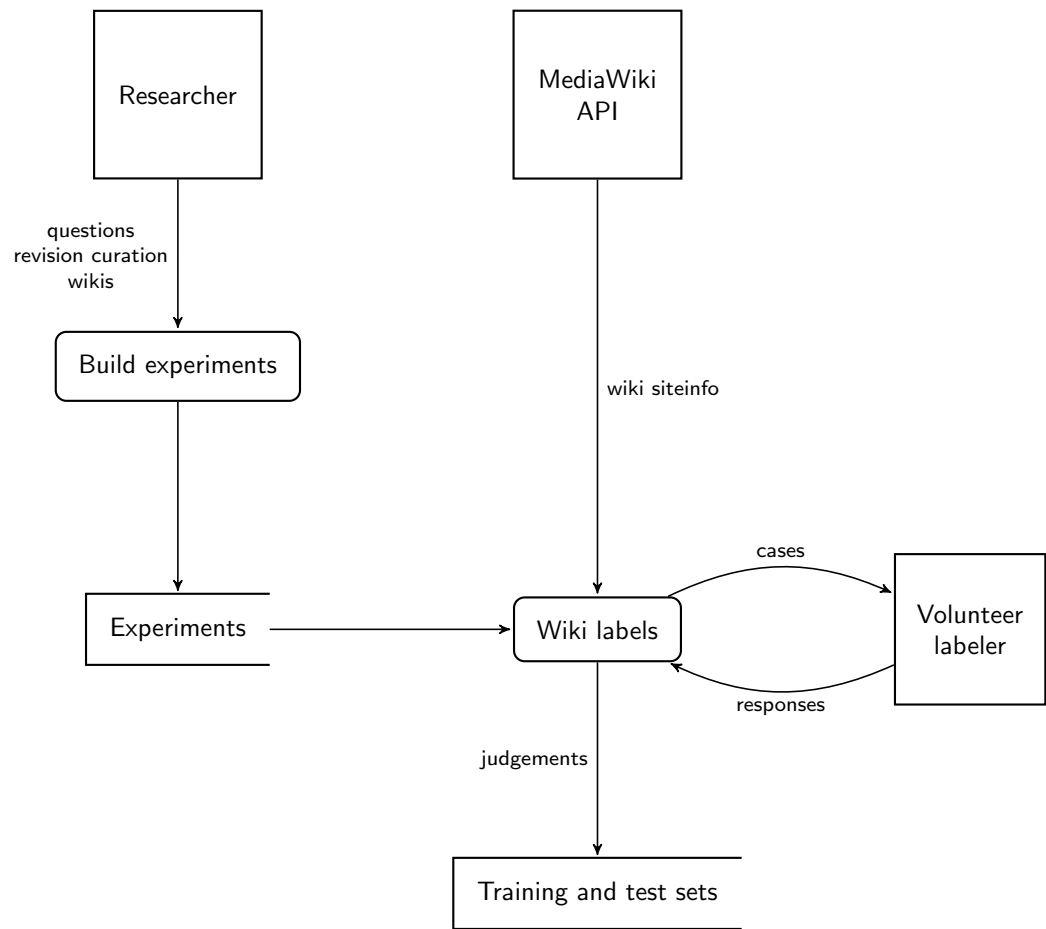 Researcher
MediaWiki
API
questions
revision curation
wikis
Build experiments
wiki siteinfo
cases
Experiments
Wiki labels
Volunteer
labeler
responses
judgements
Training and test sets